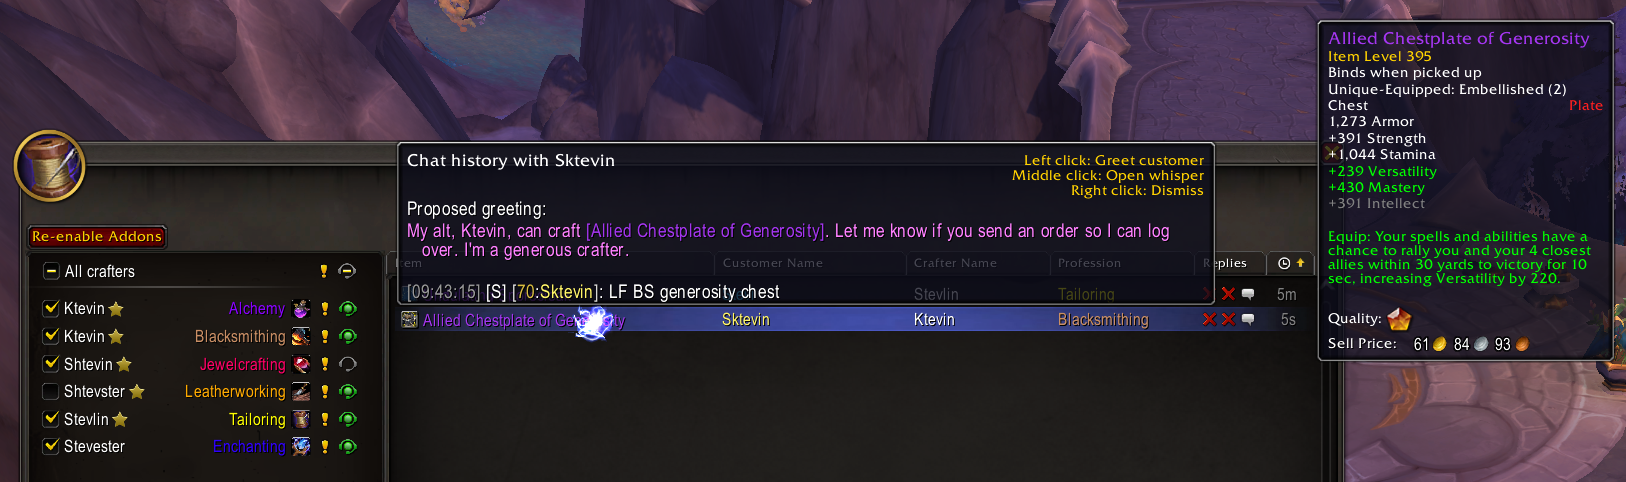 Allied Chestplate of Generosity
Item Level 395
Binds when picked up
Unique-Equipped: Embellished (2)
Chest Plate
1,273 Armor
+391 Strength
+1,044 Stamina
+239 Versatility
+430 Mastery
+391 Intellect
Equip: Your spells and abilities have a
chance to rally you and your 4 closest
allies within 30 yards to victory for 10
sec, increasing Versatility by 220.
Quality:
Sell Price: 61 84 93
Chat history with Sktevin
Left click: Greet customer
Middle click: Open whisper
Right click: Dismiss
Proposed greeting:
My alt, Ktevin, can craft [Allied Chestplate of Generosity]. Let me know if you send an order so I can log
over. I'm a generous crafter.
[09:43:15] [S] [70:Sktevin]: LF BS generosity chest
Re-enable Addons
All crafters
Ktevin Alchemy
Ktevin Blacksmithing
Shtevin Jewelcrafting
Shtevster Leatherworking
Stevlin Tailoring
Stevester Enchanting
Item Customer Name Crafter Name Profession Replies
Stevlin Tailoring 5m
Allied Chestplate of Generosity Sktevin Ktevin Blacksmithing 5s